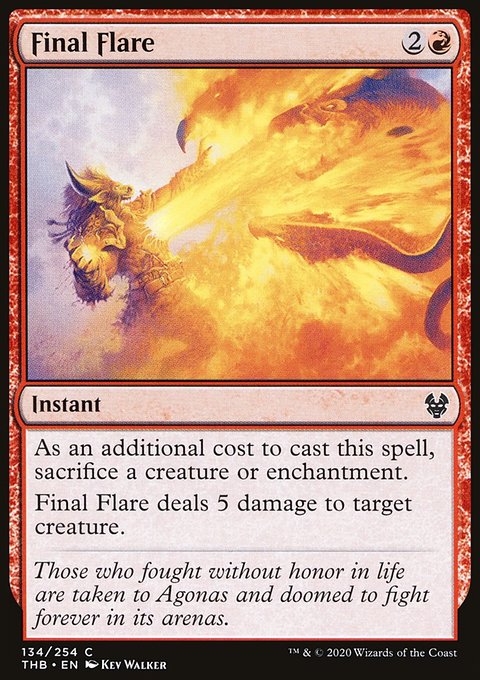 Final Flare 2
Instant
As an additional cost to cast this spell,
sacrifice a creature or enchantment.
Final Flare deals 5 damage to target
creature.
Those who fought without honor in life
are taken to Agonas and doomed to fight
forever in its arenas.
134/254 C
THB • EN Kev Walker
™ & © 2020 Wizards of the Coast